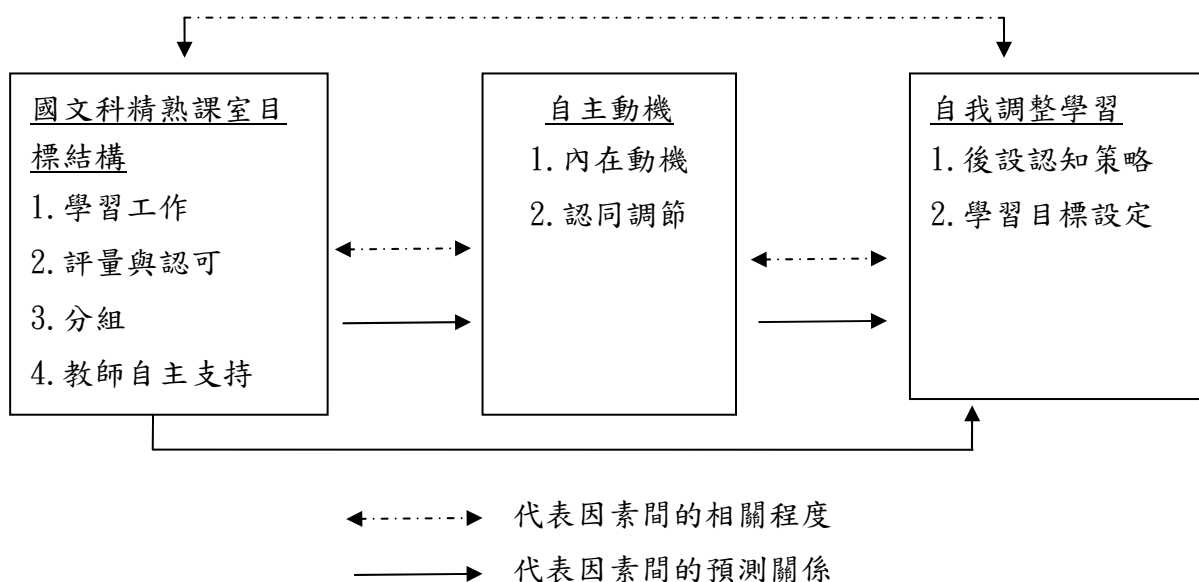 國文科精熟課室目
標結構
1.學習工作
2.評量與認可
3.分組
4.教師自主支持
自主動機
1.內在動機
2.認同調節
自我調整學習
1.後設認知策略
2.學習目標設定
代表因素間的相關程度
代表因素間的預測關係